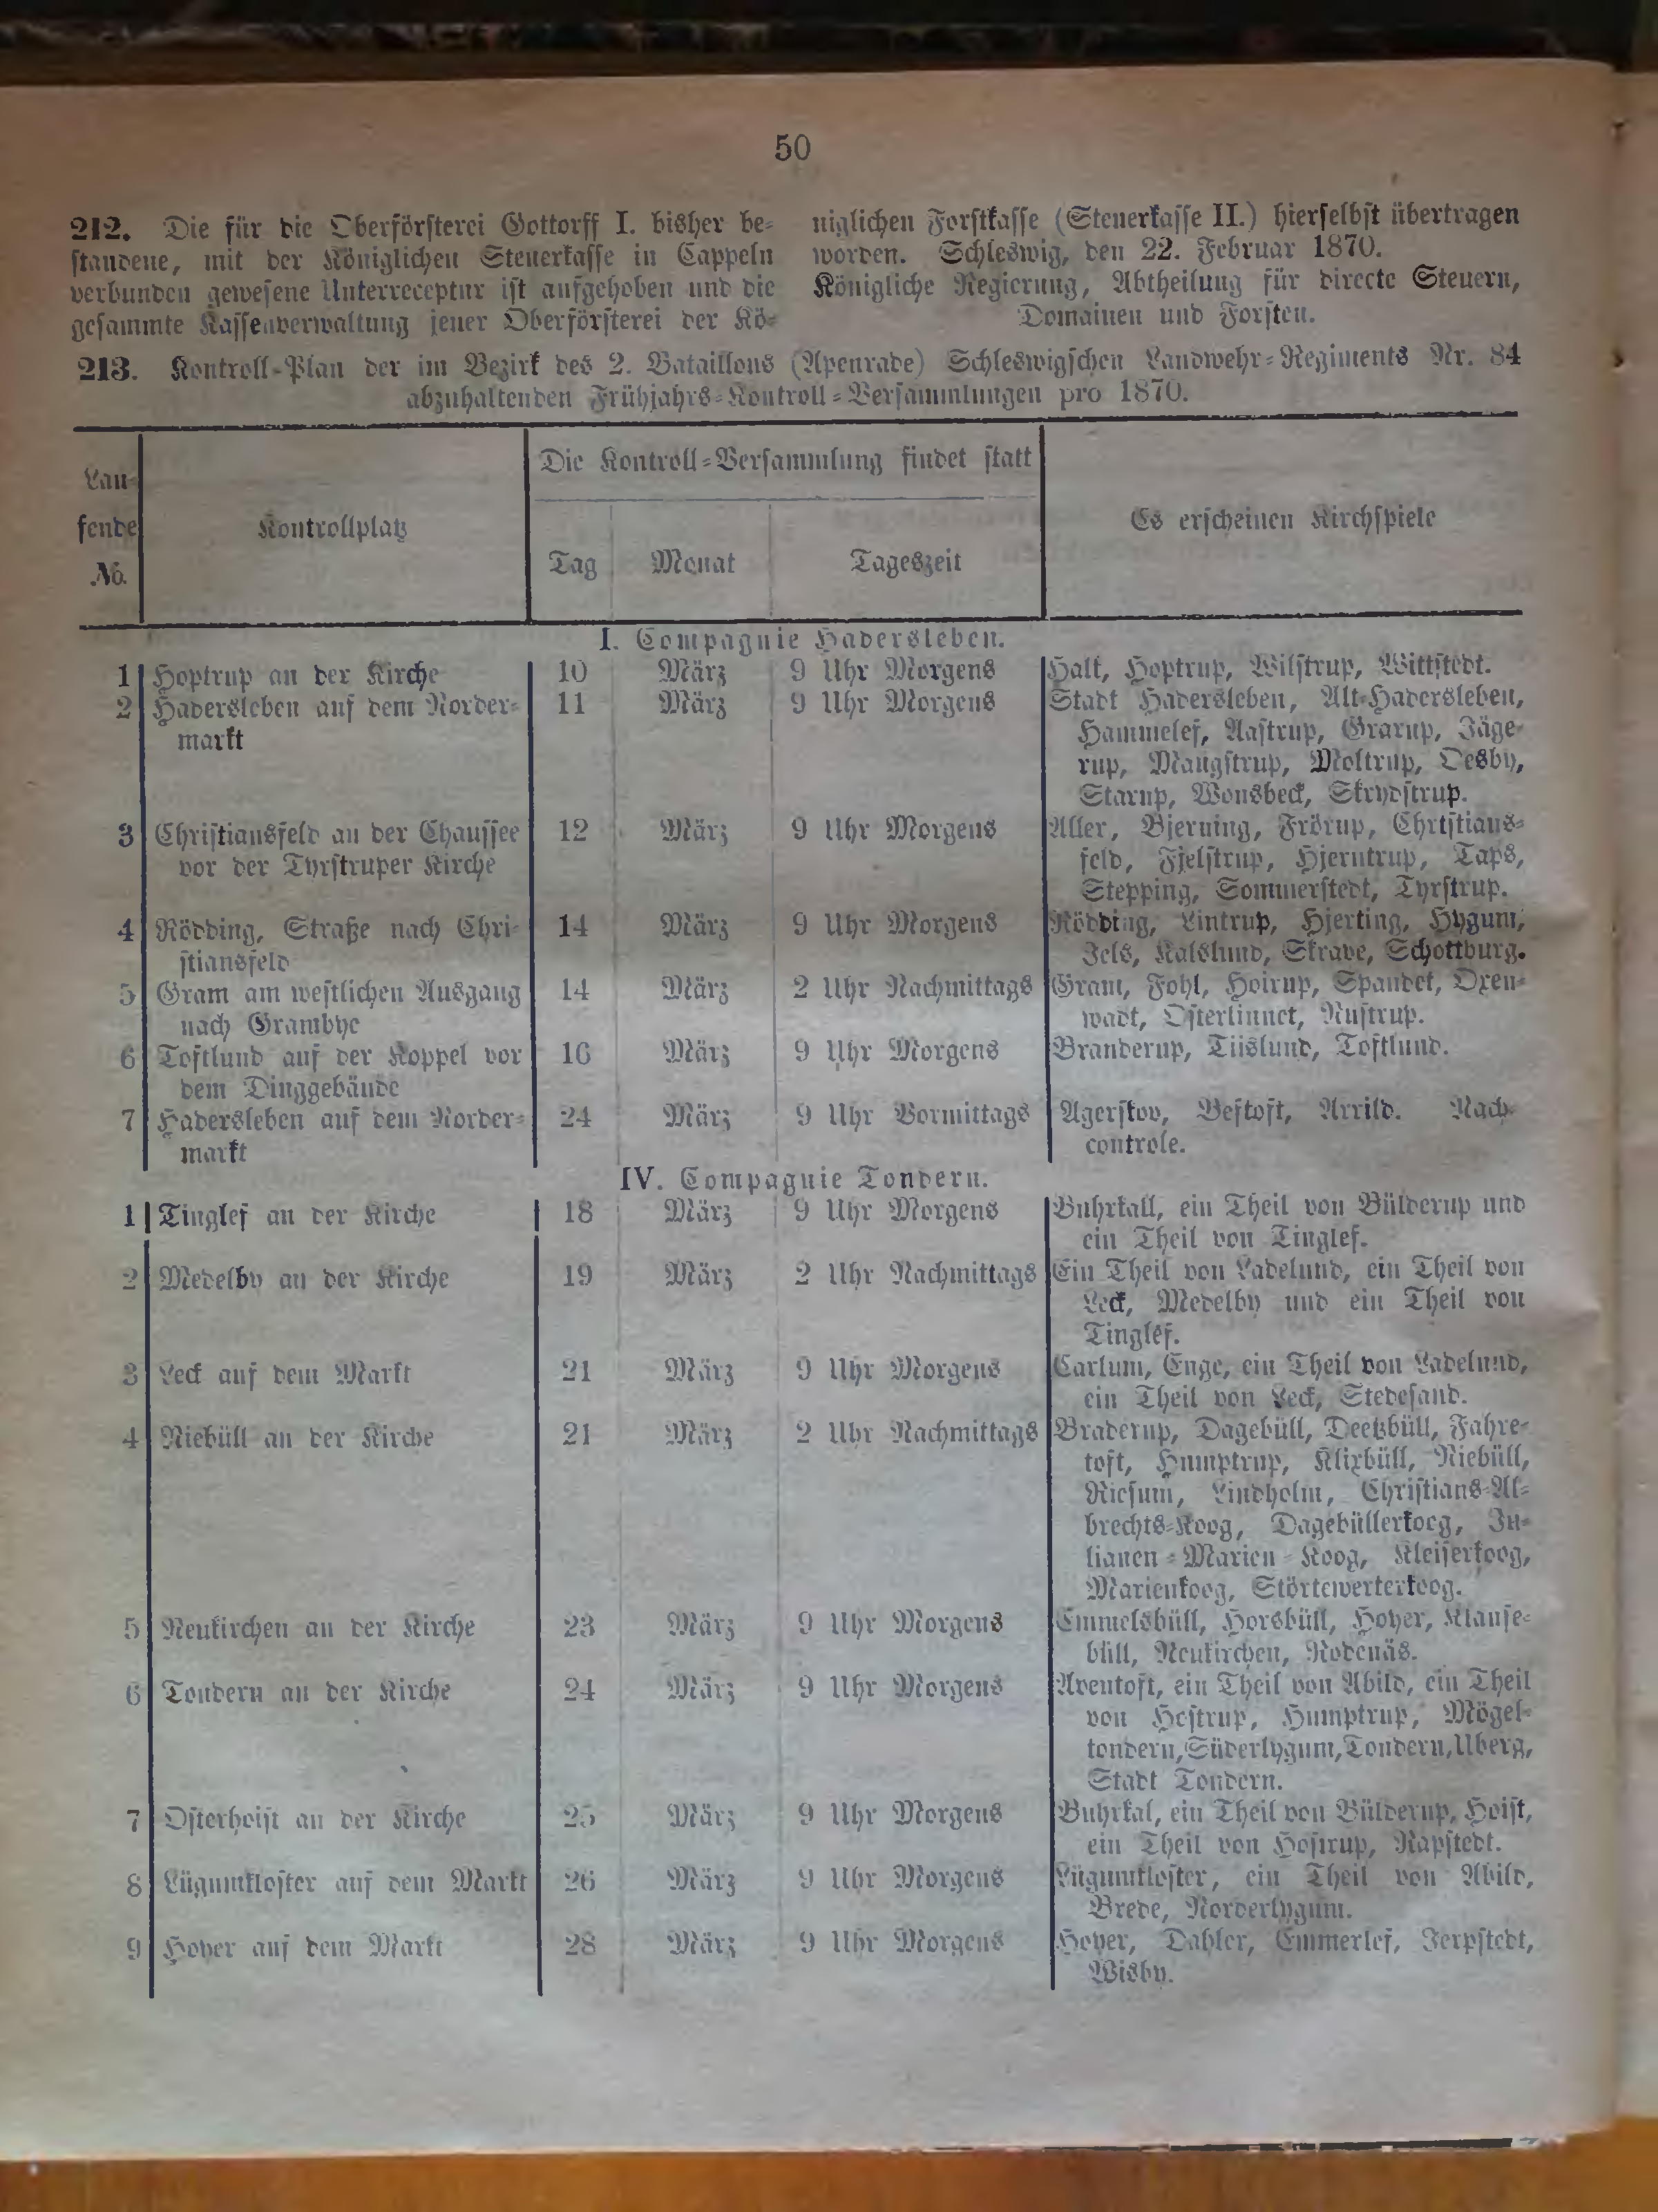 50
212. Die für die Oberförsterei Gottorff I. bisher be-
standene, mit der Königlichen Steuerkasse in Cappeln
verbunden gewesene Unterreceptur ist aufgehoben und die
gesammte Kassenverwaltung jener Oberförsterei der Kö-
niglichen Forstkasse (Steuerkasse II.) hierselbst übertragen
worden. Schleswig, den 22. Februar 1870.
Königliche Regierung, Abtheilung für directe Steuern,
Domainen und Forsten.
213. Kontroll-Plan der im Bezirk des 2. Bataillons (Apenrade) Schleswigschen Landwehr-Regiments Nr. 84
abzuhaltenden Frühjahrs-Kontroll-Versammlungen pro 1870.
Lau-
fende
No.
Kontrollplatz
Die Kontroll-Versammlung findet statt
Tag Monat Tageszeit
Es erscheinen Kirchspiele
I. Compagnie Hadersleben.
1 Hoptrup an der Kirche 10 März 9 Uhr Morgens Halt, Hoptrup, Wilstrup, Wittstedt.
2 Hadersleben auf dem Norder- 11 März 9 Uhr Morgens Stadt Hadersleben, Alt-Hadersleben,
markt Hammelef, Aastrup, Grarup, Jäge-
rup, Maugstrup, Moltrup, Oesby,
Starup, Wonsbeck, Skrydstrup.
3 Christiansfeld an der Chaussee 12 März 9 Uhr Morgens Aller, Bjerning, Frörup, Chrtstians-
vor der Tyrstruper Kirche feld, Fjelstrup, Hjerntrup, Taps,
Stepping, Sommerstedt, Tyrstrup.
4 Rödding, Straße nach Chri- 14 März 9 Uhr Morgens Rödding, Lintrup, Hjerting, Hygum,
stiansfeld Jels, Kalslund, Skrave, Schottburg.
5 Gram am westlichen Ausgang 14 März 2 Uhr Nachmittags Gram, Fohl, Hoirup, Spandet, Oxen-
nach Grambye wadt, Osterlinnet, Rustrup.
6 Toftlund auf der Koppel vor 16 März 9 Uhr Morgens Branderup, Tiislund, Toftlund.
dem Dinggebäude
7 Hadersleben auf dem Norder- 24 März 9 Uhr Vormittags Agerskov, Bestoft, Arrild. Nach-
markt controle.
IV. Compagnie Tondern.
1 Tinglef an der Kirche 18 März 9 Uhr Morgens Buhrkall, ein Theil von Bülderup und
ein Theil von Tinglef.
2 Medelby an der Kirche 19 März 2 Uhr Nachmittags Ein Theil von Ladelund, ein Theil von
Leck, Medelby und ein Theil von
Tinglef.
3 Leck auf dem Markt 21 März 9 Uhr Morgens Carlum, Enge, ein Theil von Ladelund,
ein Theil von Leck, Stedesand.
4 Niebüll an der Kirche 21 März 2 Uhr Nachmittags Braderup, Dagebüll, Deetzbüll, Fahre-
toft, Humptrup, Klixbüll, Niebüll,
Riesum, Lindholm, Christians-Al-
brechts-Koog, Dagebüllerkoog, Ju-
lianen-Marien-Koog, Kleiserkoog,
Marienkoog, Störtewerterkoog.
5 Neukirchen an der Kirche 23 März 9 Uhr Morgens Emmelsbüll, Horsbüll, Hoyer, Klanse-
büll, Neukirchen, Rodenäs.
6 Tondern an der Kirche 24 März 9 Uhr Morgens Aventoft, ein Theil von Abild, ein Theil
von Hostrup, Humptrup, Mögel-
tondern, Süderlygum, Tondern, Uberg,
Stadt Tondern.
7 Osterhoist an der Kirche 25 März 9 Uhr Morgens Buhrkal, ein Theil von Bülderup, Hoist,
ein Theil von Hostrup, Rapstedt.
8 Lügumkloster auf dem Markt 26 März 9 Uhr Morgens Lügumkloster, ein Theil von Abild,
Brede, Norderlygum.
9 Hoyer auf dem Markt 28 März 9 Uhr Morgens Hoyer, Dahler, Emmerlef, Jerpstedt,
Wisby.